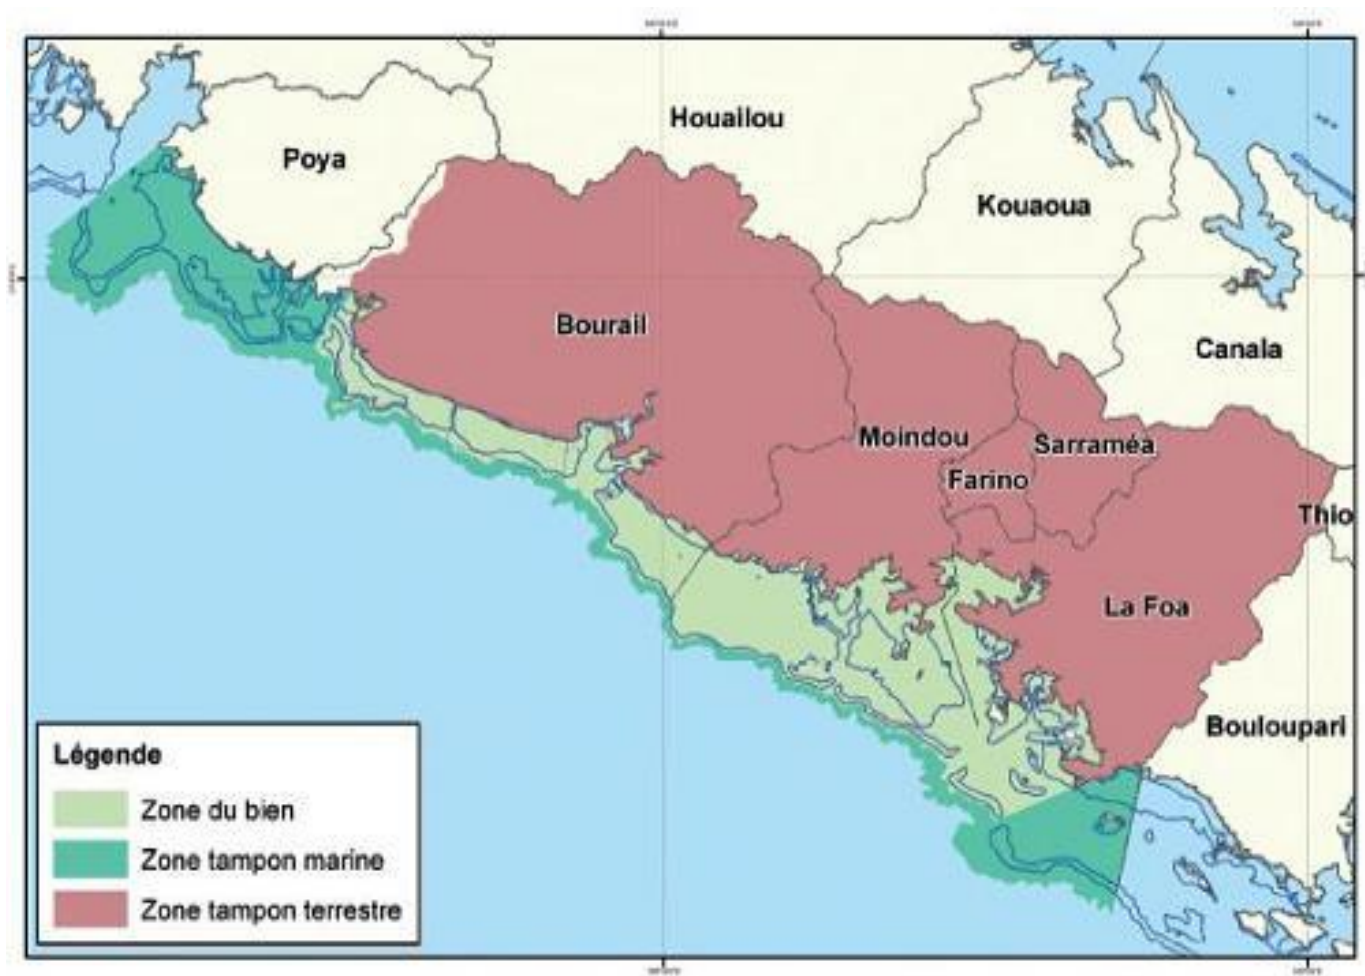 Houaïlou
Poya
Kouaoua
Bourail
Canala
Moindou
Sarraméa
Farino
Thio
La Foa
Bouloupari
Légende
Zone du bien
Zone tampon marine
Zone tampon terrestre